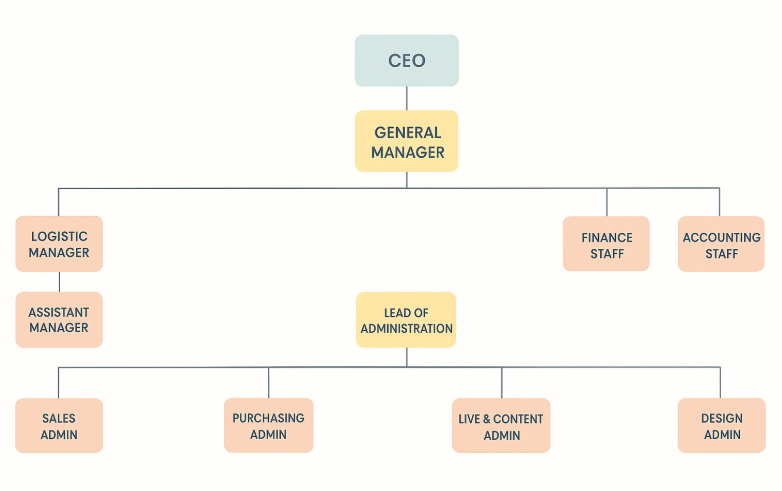 CEO
GENERAL
MANAGER
LOGISTIC
MANAGER
FINANCE
STAFF
ACCOUNTING
STAFF
ASSISTANT
MANAGER
LEAD OF
ADMINISTRATION
SALES
ADMIN
PURCHASING
ADMIN
LIVE & CONTENT
ADMIN
DESIGN
ADMIN